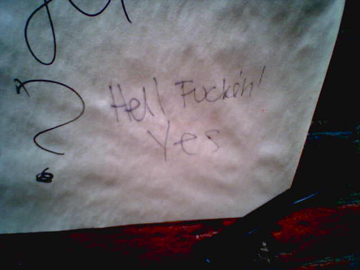 ?
Hell Fuckin!
Yes